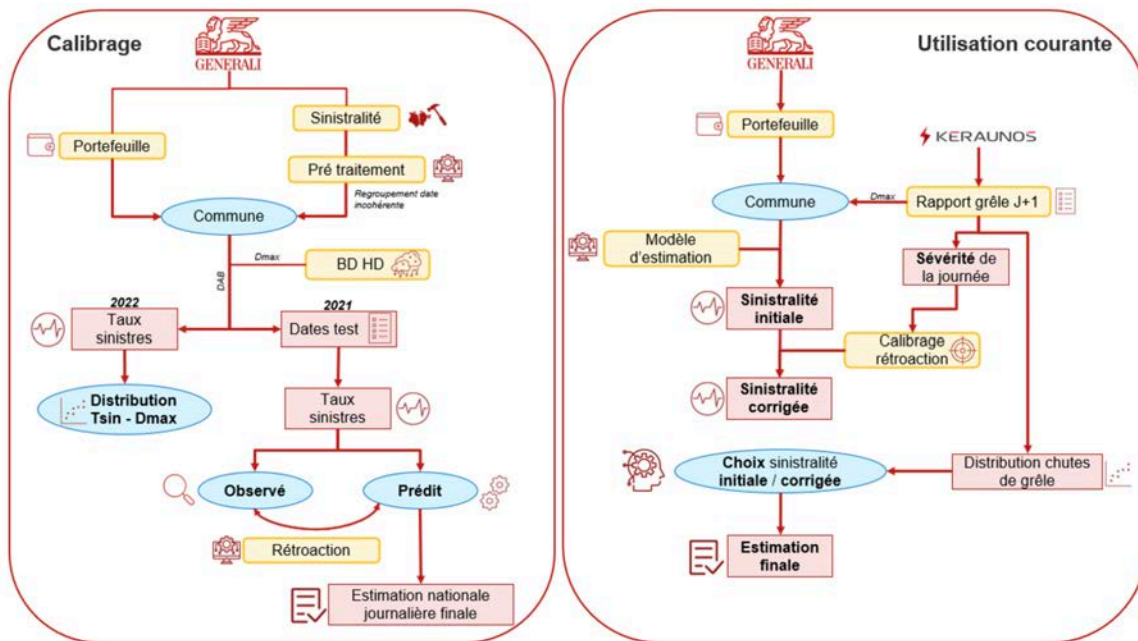 Calibrage
GENERALI
Sinistralité
Portefeuille
Pré traitement
Regroupement date
incohérente
Commune
Dmax
BD HD
DAB
2022
Taux
sinistres
2021
Dates test
Distribution
Tsin - Dmax
Taux
sinistres
Observé
Prédit
Rétroaction
Estimation nationale
journalière finale
Utilisation courante
GENERALI
Portefeuille
KERAUNOS
Commune
Dmax
Rapport grêle J+1
Modèle
d'estimation
Sévérité de
la journée
Sinistralité
initiale
Calibrage
rétroaction
Sinistralité
corrigée
Choix sinistralité
initiale / corrigée
Distribution chutes
de grêle
Estimation
finale